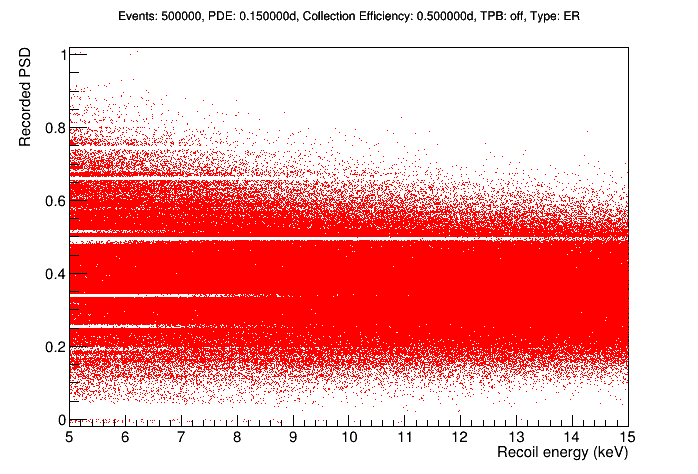 Events: 500000, PDE: 0.150000d, Collection Efficiency: 0.500000d, TPB: off, Type: ER
Recorded PSD
1
0.8
0.6
0.4
0.2
0
5 6 7 8 9 10 11 12 13 14 15
Recoil energy (keV)